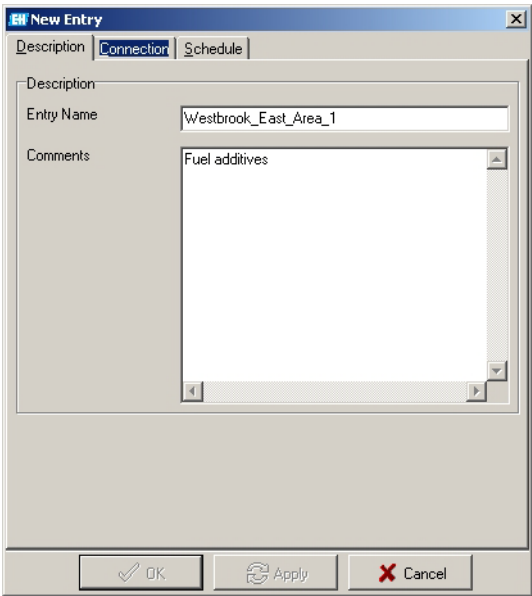 EH New Entry
Description Connection Schedule
Description
Entry Name Westbrook_East_Area_1
Comments Fuel additives
OK Apply Cancel